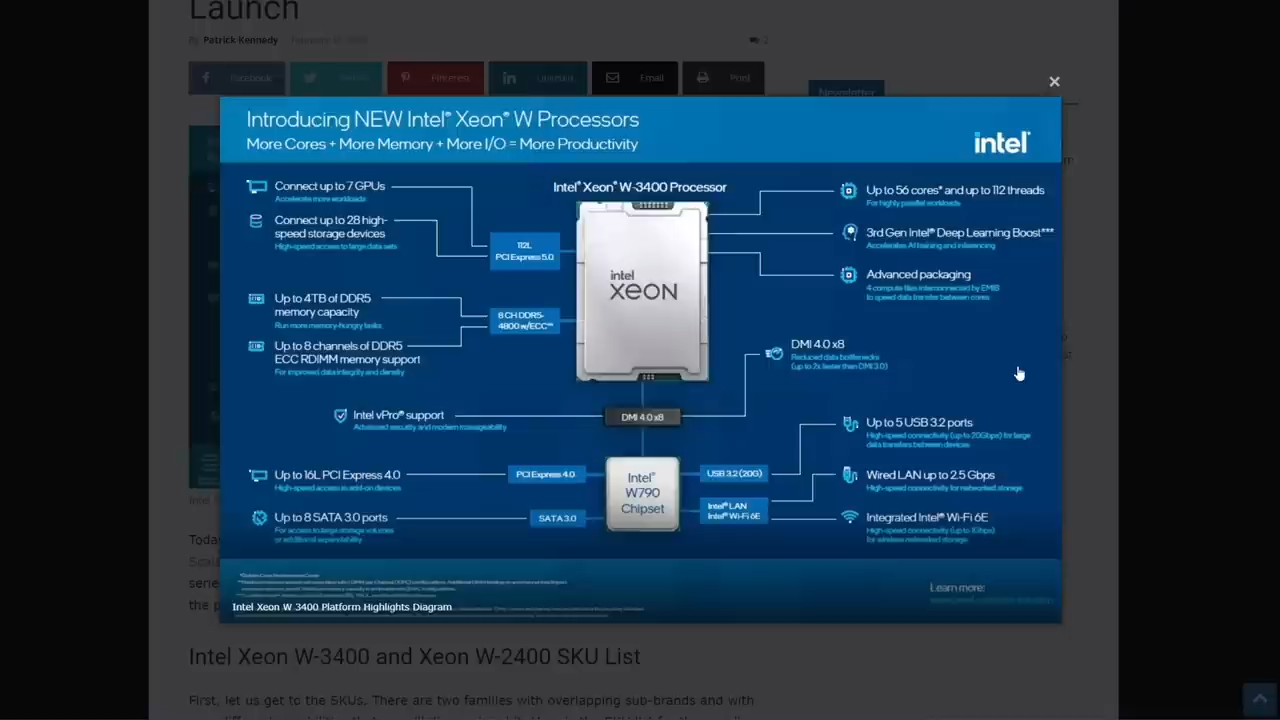 Launch
By Patrick Kennedy
2
Facebook
Pinterest
Email
Print
Newsletter
Introducing NEW Intel® Xeon® W Processors
More Cores + More Memory + More I/O = More Productivity
intel
Connect up to 7 GPUs
Accelerate more workloads
Connect up to 28 high-
speed storage devices
High-speed access to large data sets
112L
PCI Express 5.0
Up to 4TB of DDR5
memory capacity
Run more memory-hungry tasks
8 CH DDR5-
4800 w/ECC**
Up to 8 channels of DDR5
ECC RDIMM memory support
For improved data integrity and density
Intel® Xeon® W-3400 Processor
intel
XEON
Up to 56 cores* and up to 112 threads
For highly parallel workloads
3rd Gen Intel® Deep Learning Boost***
Accelerates AI training and inferencing
Advanced packaging
4 compute tiles interconnected by EMIB
to speed data transfer between cores
DMI 4.0 x8
Reduced data bottlenecks
(up to 2x faster than DMI 3.0)
Intel vPro® support
Advanced security and modern manageability
DMI 4.0 x8
Up to 16L PCI Express 4.0
High-speed access to add-on devices
PCI Express 4.0
Up to 8 SATA 3.0 ports
For access to large storage volumes
or additional expandability
SATA 3.0
Intel®
W790
Chipset
USB 3.2 (20G)
Intel® LAN
Intel® Wi-Fi 6E
Up to 5 USB 3.2 ports
High-speed connectivity (up to 20Gbps) for large
data transfers between devices
Wired LAN up to 2.5 Gbps
High-speed connectivity for networked storage
Integrated Intel® Wi-Fi 6E
High-speed connectivity (up to 1Gbps)
for wireless networked storage
Learn more:
Intel Xeon W 3400 Platform Highlights Diagram
Intel
Toda
Scala
serie
the p
Intel Xeon W-3400 and Xeon W-2400 SKU List
First, let us get to the SKUs. There are two families with overlapping sub-brands and with